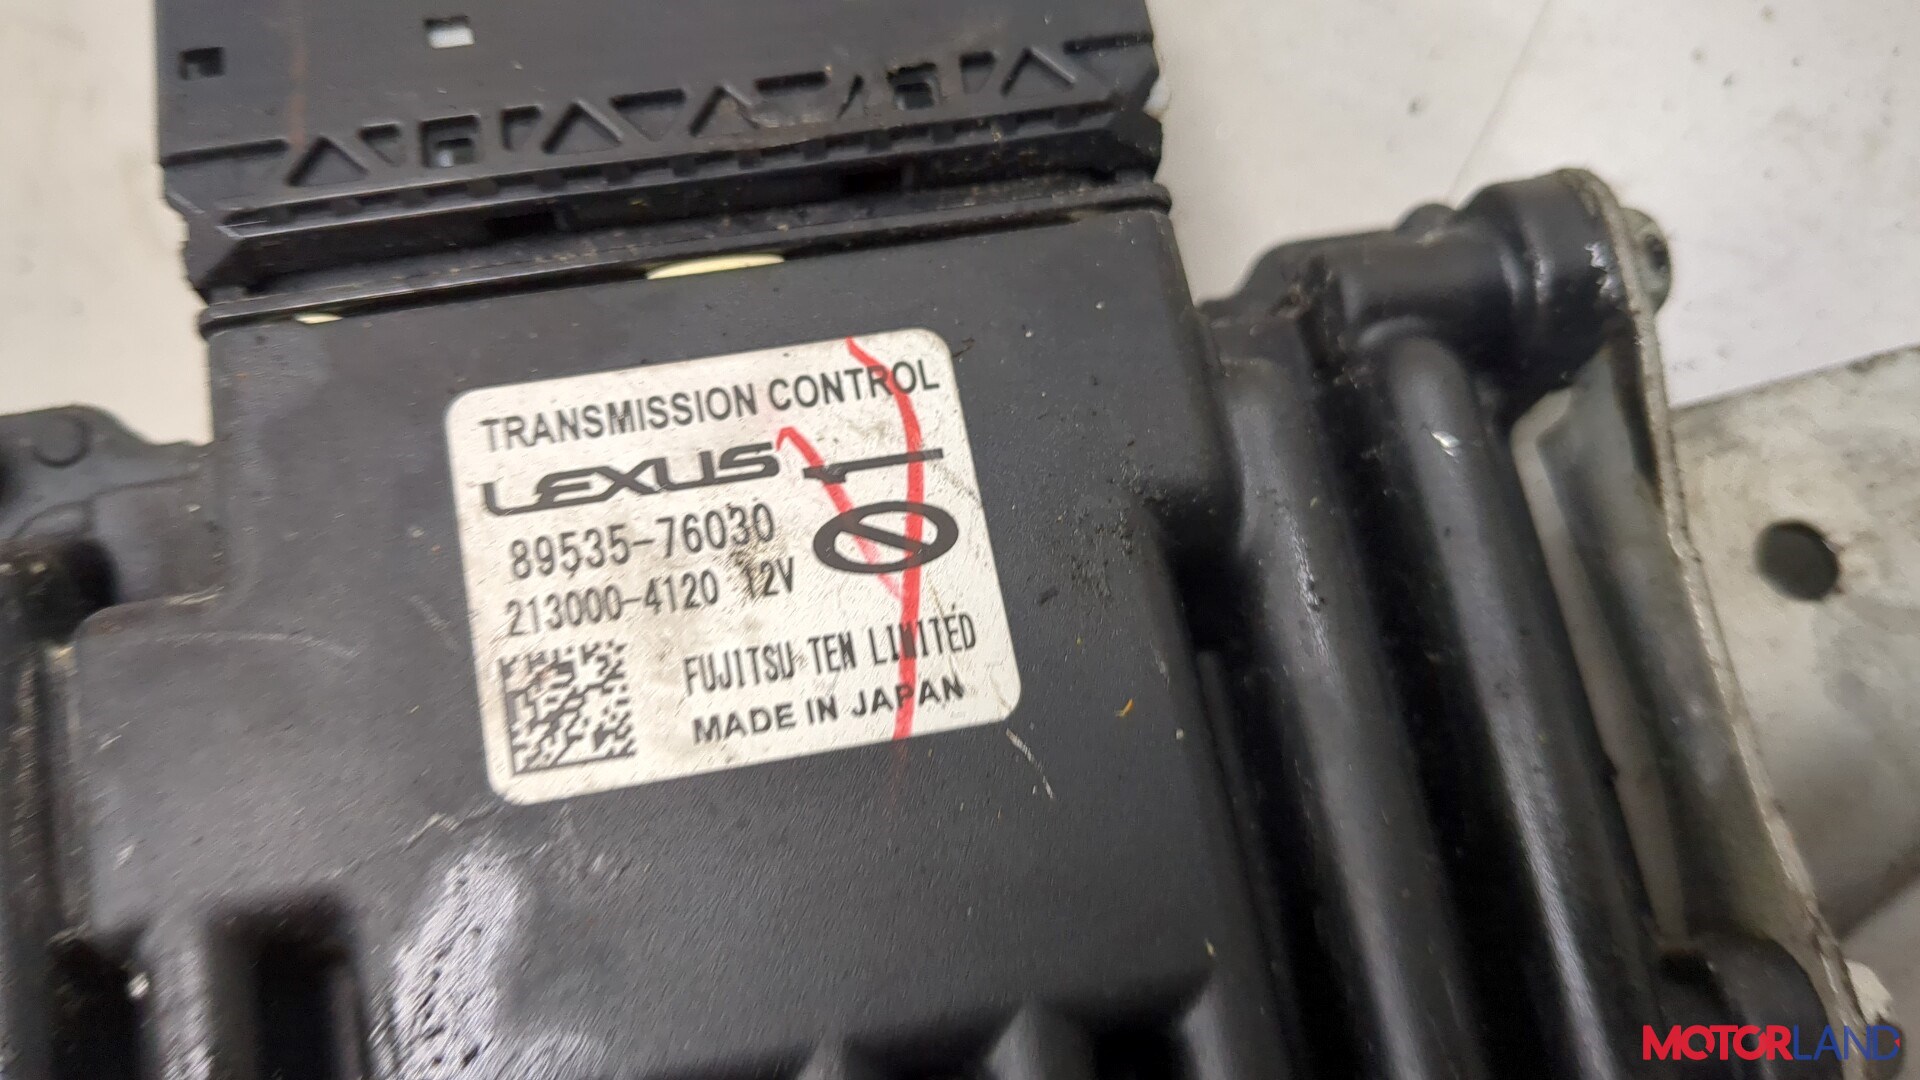 TRANSMISSION CONTROL
LEXUS
89535-76030
213000-4120 12V
FUJITSU TEN LIMITED
MADE IN JAPAN
MOTORLAND